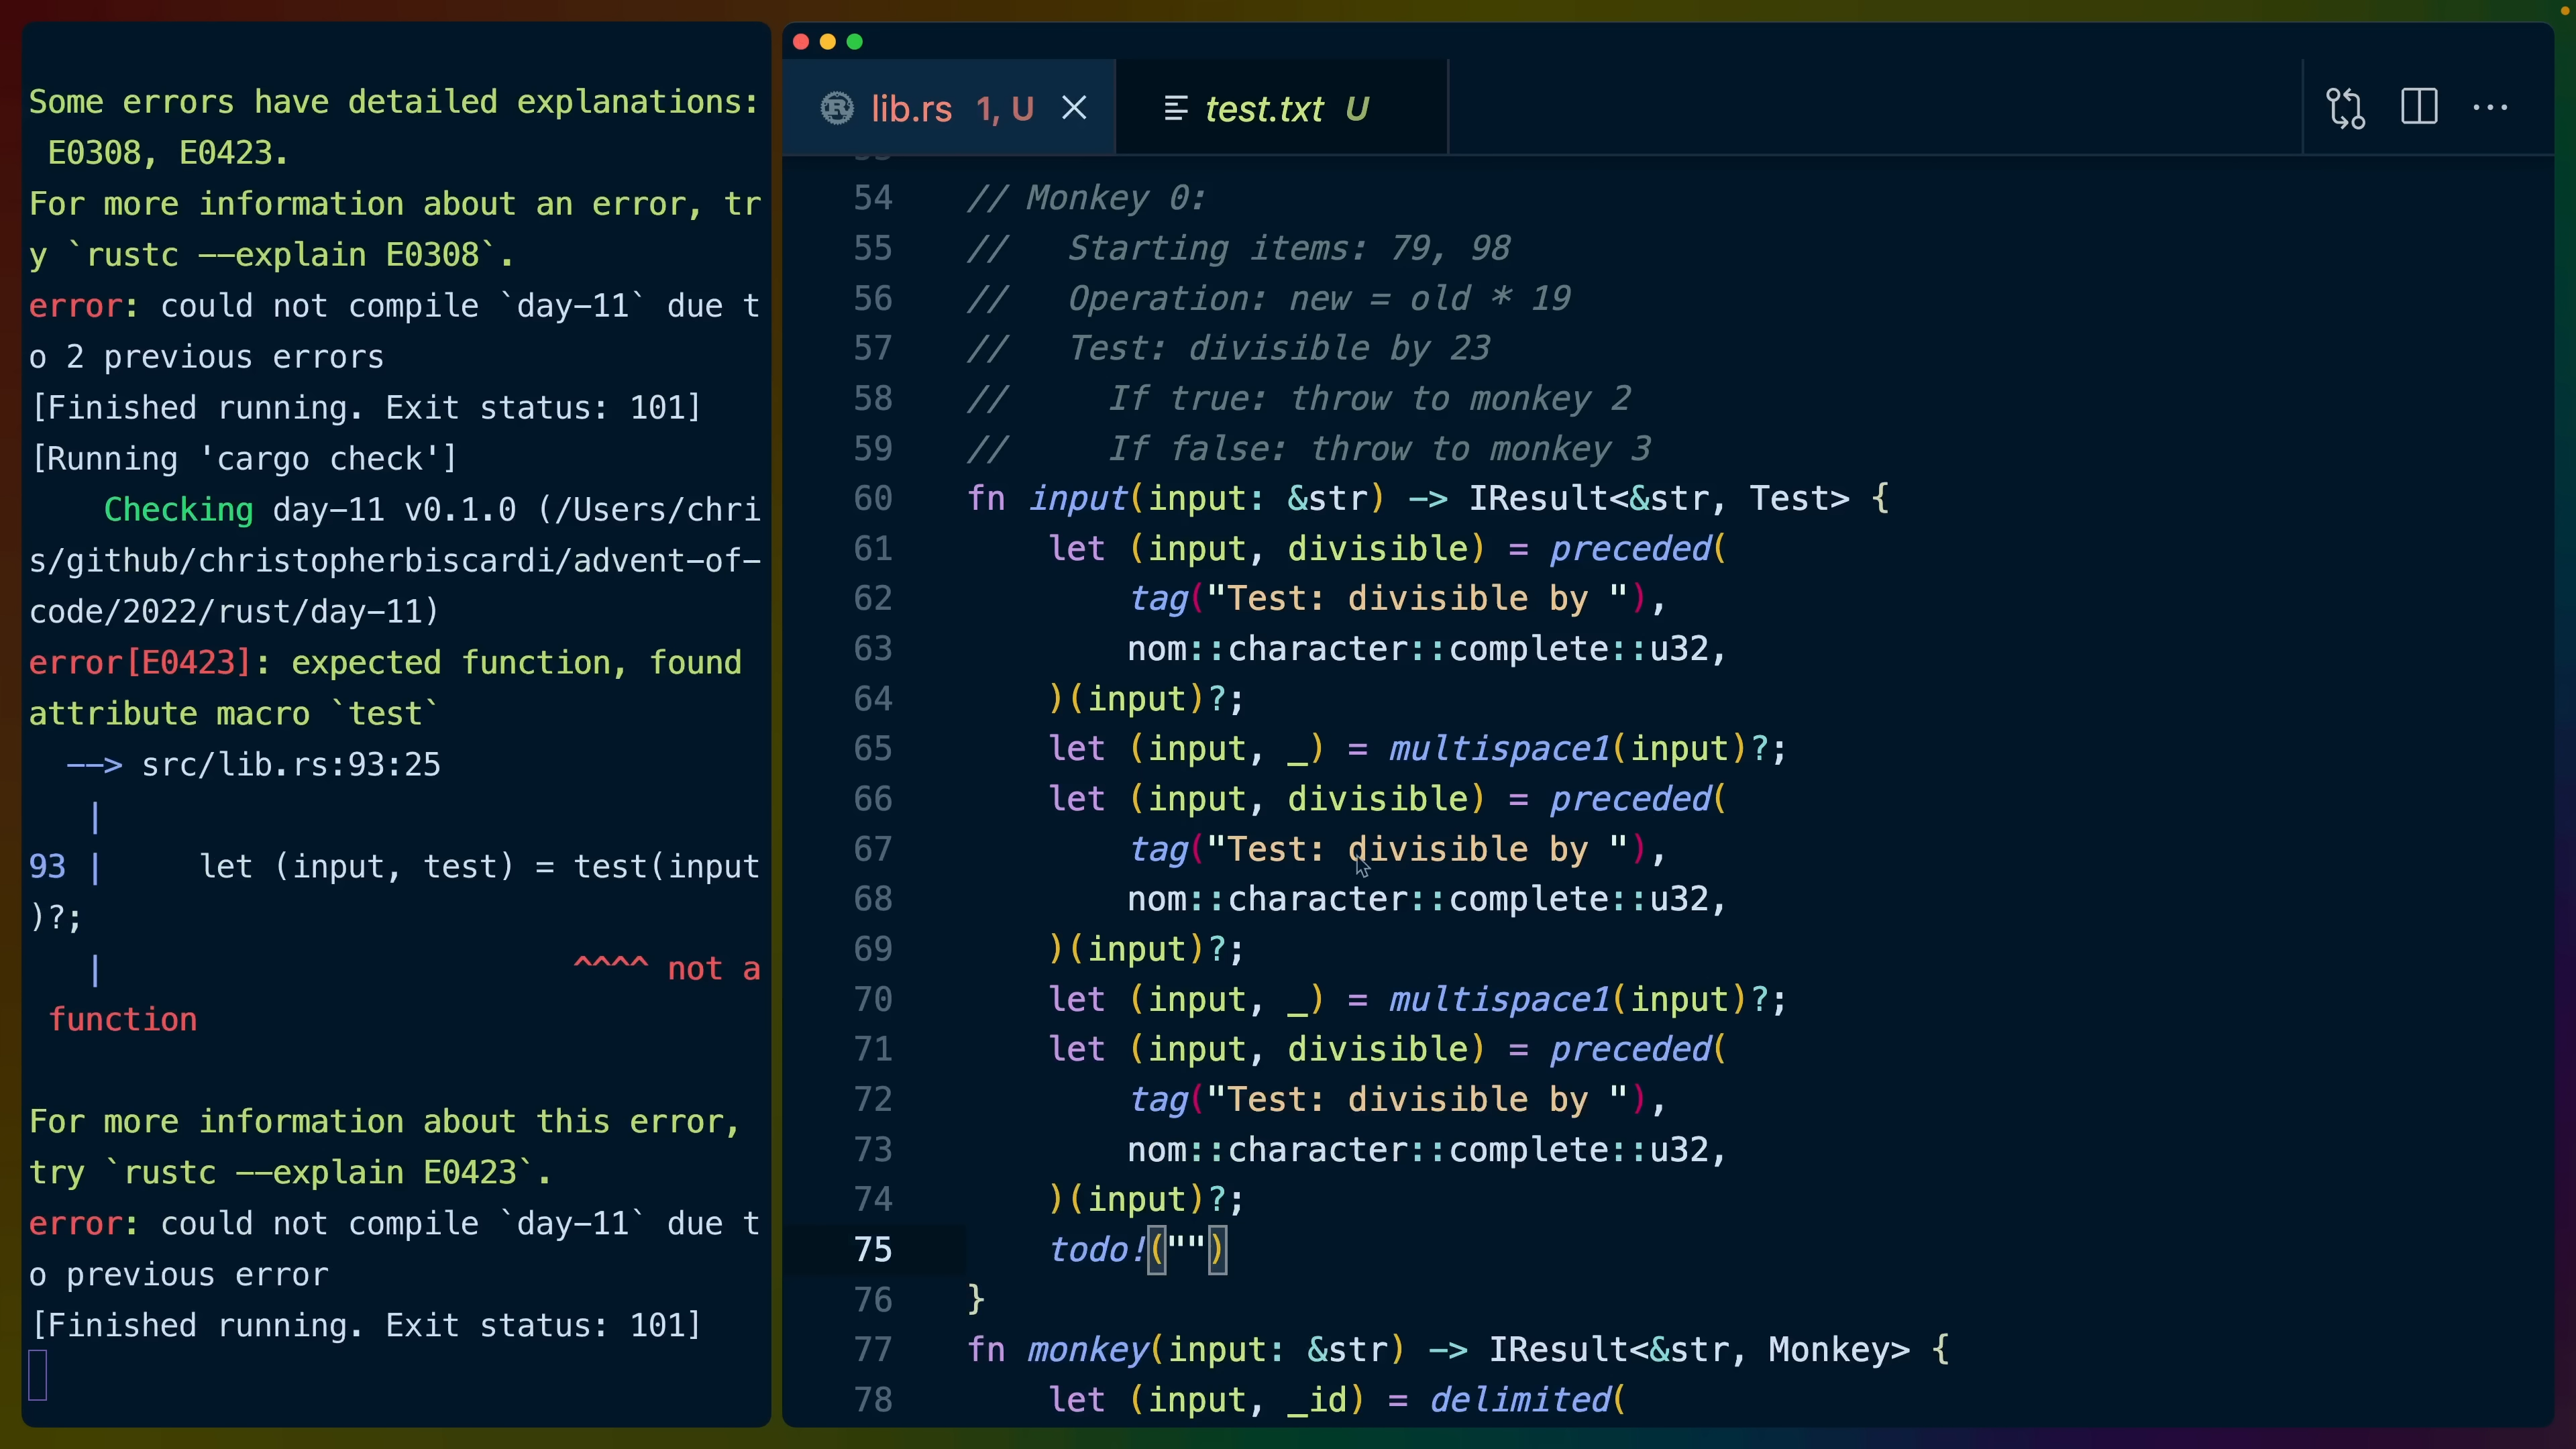 Some errors have detailed explanations:
 E0308, E0423.
For more information about an error, tr
y `rustc --explain E0308`.
error: could not compile `day-11` due t
o 2 previous errors
[Finished running. Exit status: 101]
[Running 'cargo check']
    Checking day-11 v0.1.0 (/Users/chri
s/github/christopherbiscardi/advent-of-
code/2022/rust/day-11)
error[E0423]: expected function, found
attribute macro `test`
  --> src/lib.rs:93:25
   |
93 |     let (input, test) = test(input
)?;
   |                         ^^^^ not a
 function
For more information about this error,
try `rustc --explain E0423`.
error: could not compile `day-11` due t
o previous error
[Finished running. Exit status: 101]
lib.rs 1, U
test.txt U
54 // Monkey 0:
55 //   Starting items: 79, 98
56 //   Operation: new = old * 19
57 //   Test: divisible by 23
58 //     If true: throw to monkey 2
59 //     If false: throw to monkey 3
60 fn input(input: &str) -> IResult<&str, Test> {
61     let (input, divisible) = preceded(
62         tag("Test: divisible by "),
63         nom::character::complete::u32,
64     )(input)?;
65     let (input, _) = multispace1(input)?;
66     let (input, divisible) = preceded(
67         tag("Test: divisible by "),
68         nom::character::complete::u32,
69     )(input)?;
70     let (input, _) = multispace1(input)?;
71     let (input, divisible) = preceded(
72         tag("Test: divisible by "),
73         nom::character::complete::u32,
74     )(input)?;
75     todo!("")
76 }
77 fn monkey(input: &str) -> IResult<&str, Monkey> {
78     let (input, _id) = delimited(